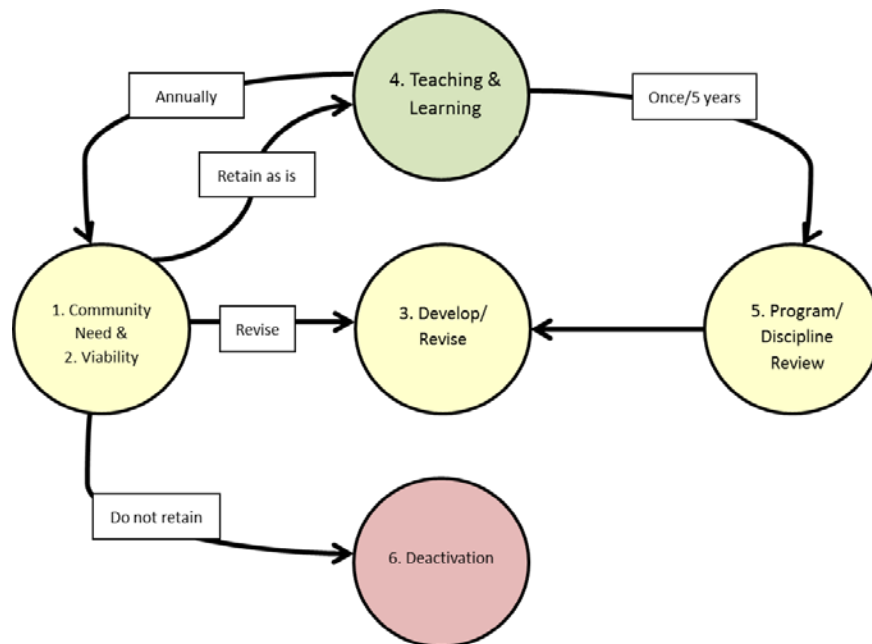 4. Teaching &
Learning
Annually
Once/5 years
Retain as is
1. Community
Need &
2. Viability
Revise
3. Develop/
Revise
5. Program/
Discipline
Review
Do not retain
6. Deactivation